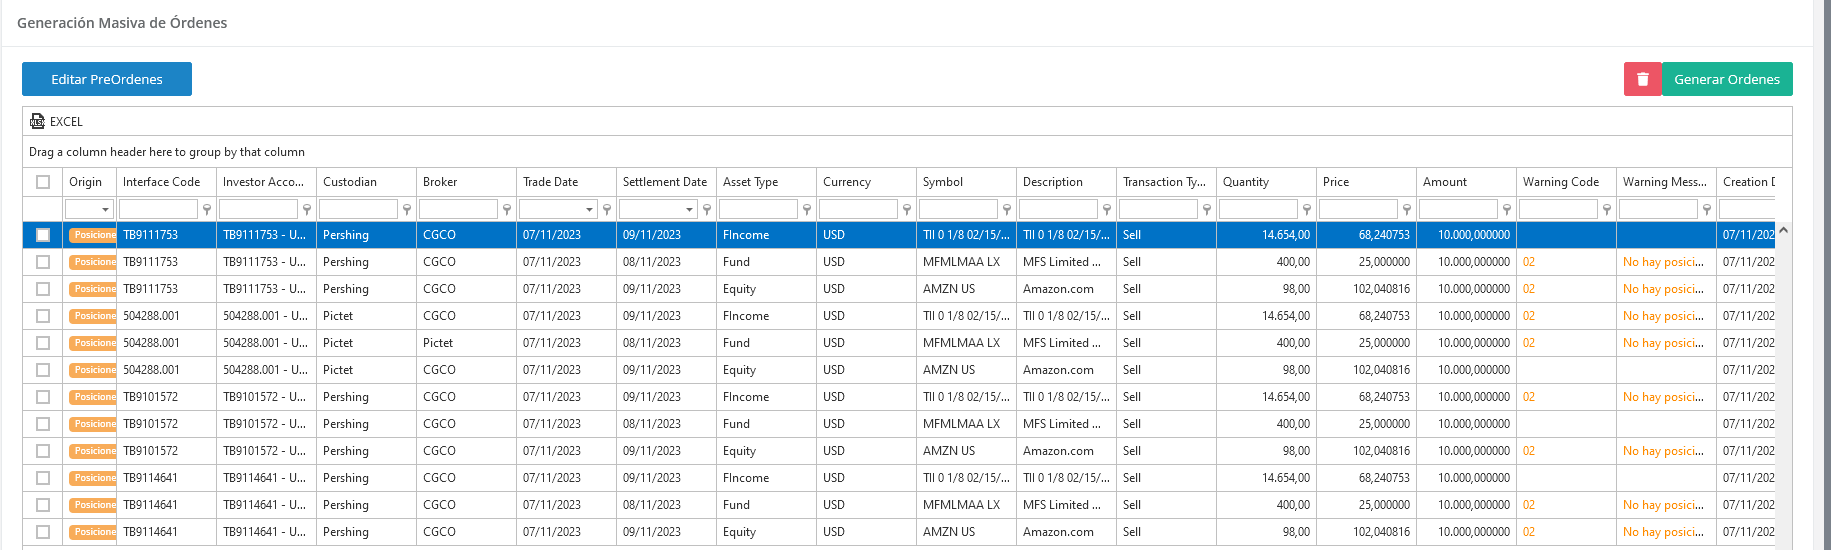 Generación Masiva de Órdenes
Editar PreOrdenes Generar Ordenes
EXCEL
Drag a column header here to group by that column
Origin Interface Code Investor Acco... Custodian Broker Trade Date Settlement Date Asset Type Currency Symbol Description Transaction Ty... Quantity Price Amount Warning Code Warning Mess... Creation D
Posicione TB9111753 TB9111753 - U... Pershing CGCO 07/11/2023 09/11/2023 FIncome USD TII 0 1/8 02/15/... TII 0 1/8 02/15/... Sell 14.654,00 68,240753 10.000,000000 07/11/202
Posicione TB9111753 TB9111753 - U... Pershing CGCO 07/11/2023 08/11/2023 Fund USD MFMLMAA LX MFS Limited ... Sell 400,00 25,000000 10.000,000000 02 No hay posici... 07/11/202
Posicione TB9111753 TB9111753 - U... Pershing CGCO 07/11/2023 09/11/2023 Equity USD AMZN US Amazon.com Sell 98,00 102,040816 10.000,000000 02 No hay posici... 07/11/202
Posicione 504288.001 504288.001 - U... Pictet CGCO 07/11/2023 09/11/2023 FIncome USD TII 0 1/8 02/15/... TII 0 1/8 02/15/... Sell 14.654,00 68,240753 10.000,000000 02 No hay posici... 07/11/202
Posicione 504288.001 504288.001 - U... Pictet Pictet 07/11/2023 08/11/2023 Fund USD MFMLMAA LX MFS Limited ... Sell 400,00 25,000000 10.000,000000 02 No hay posici... 07/11/202
Posicione 504288.001 504288.001 - U... Pictet CGCO 07/11/2023 09/11/2023 Equity USD AMZN US Amazon.com Sell 98,00 102,040816 10.000,000000 07/11/202
Posicione TB9101572 TB9101572 - U... Pershing CGCO 07/11/2023 09/11/2023 FIncome USD TII 0 1/8 02/15/... TII 0 1/8 02/15/... Sell 14.654,00 68,240753 10.000,000000 02 No hay posici... 07/11/202
Posicione TB9101572 TB9101572 - U... Pershing CGCO 07/11/2023 08/11/2023 Fund USD MFMLMAA LX MFS Limited ... Sell 400,00 25,000000 10.000,000000 07/11/202
Posicione TB9101572 TB9101572 - U... Pershing CGCO 07/11/2023 09/11/2023 Equity USD AMZN US Amazon.com Sell 98,00 102,040816 10.000,000000 02 No hay posici... 07/11/202
Posicione TB9114641 TB9114641 - U... Pershing CGCO 07/11/2023 09/11/2023 FIncome USD TII 0 1/8 02/15/... TII 0 1/8 02/15/... Sell 14.654,00 68,240753 10.000,000000 07/11/202
Posicione TB9114641 TB9114641 - U... Pershing CGCO 07/11/2023 08/11/2023 Fund USD MFMLMAA LX MFS Limited ... Sell 400,00 25,000000 10.000,000000 02 No hay posici... 07/11/202
Posicione TB9114641 TB9114641 - U... Pershing CGCO 07/11/2023 09/11/2023 Equity USD AMZN US Amazon.com Sell 98,00 102,040816 10.000,000000 02 No hay posici... 07/11/202